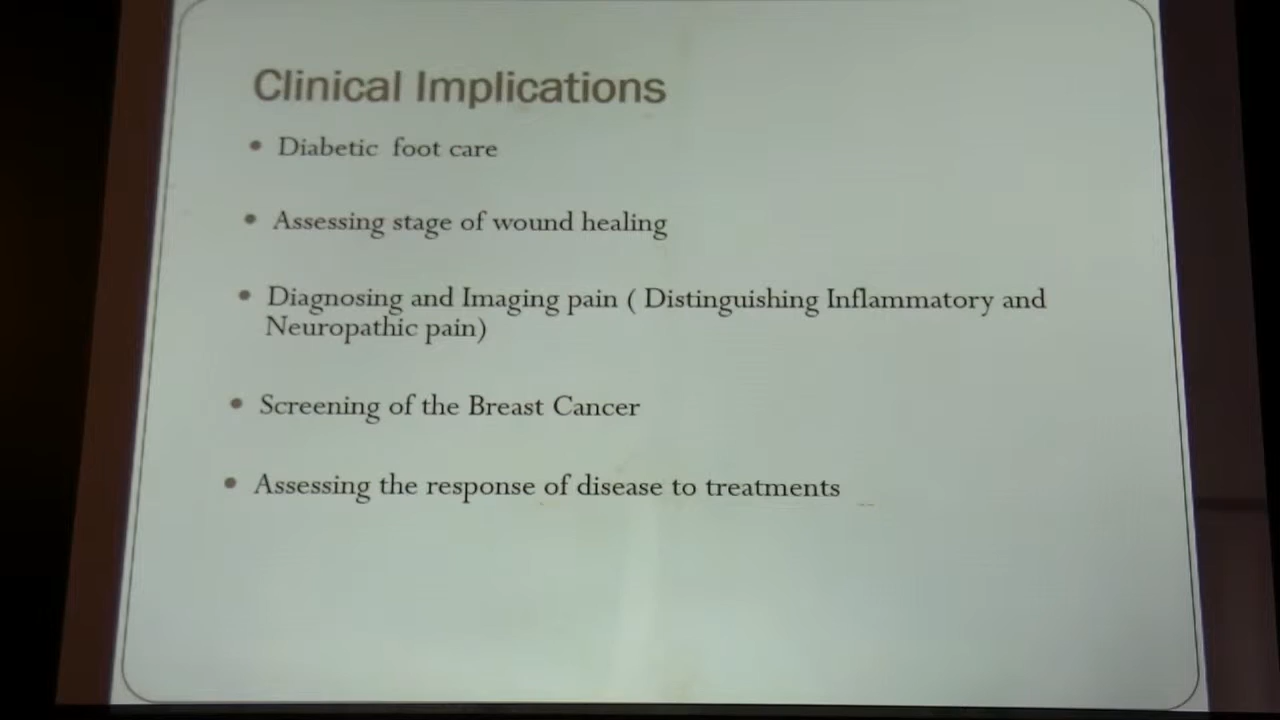 Clinical Implications
• Diabetic foot care
• Assessing stage of wound healing
• Diagnosing and Imaging pain ( Distinguishing Inflammatory and
Neuropathic pain)
• Screening of the Breast Cancer
• Assessing the response of disease to treatments